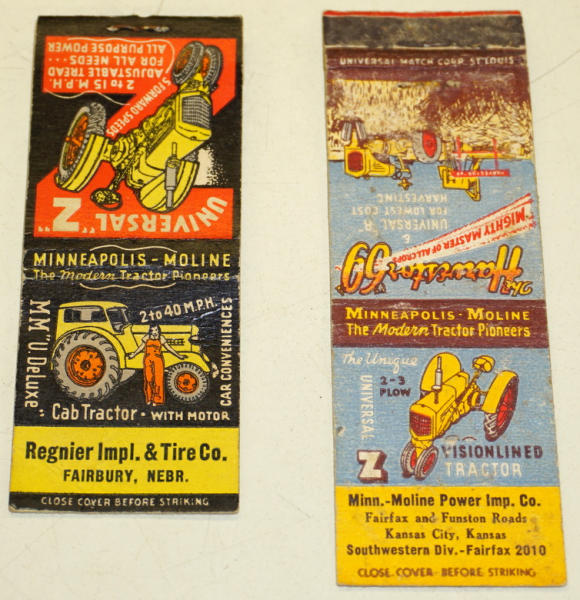 2 to 15 M.P.H.
ADJUSTABLE TREAD
FOR ALL NEEDS...
ALL PURPOSE POWER
5 FORWARD SPEEDS
UNIVERSAL "Z"
MINNEAPOLIS - MOLINE
The Modern Tractor Pioneers
MM "U. Deluxe"
2 to 40 M.P.H.
Cab Tractor • WITH MOTOR
CAR CONVENIENCES
Regnier Impl. & Tire Co.
FAIRBURY, NEBR.
CLOSE COVER BEFORE STRIKING
UNIVERSAL MATCH CORP. ST. LOUIS
The Harvestor "69"
"MIGHTY MASTER OF ALL CROPS"
&
UNIVERSAL "R"
FOR LOWEST COST
HARVESTING
MINNEAPOLIS - MOLINE
The Modern Tractor Pioneers
The Unique
2-3
PLOW
UNIVERSAL
Z
VISIONLINED
TRACTOR
Minn.-Moline Power Imp. Co.
Fairfax and Funston Roads
Kansas City, Kansas
Southwestern Div.-Fairfax 2010
CLOSE COVER BEFORE STRIKING